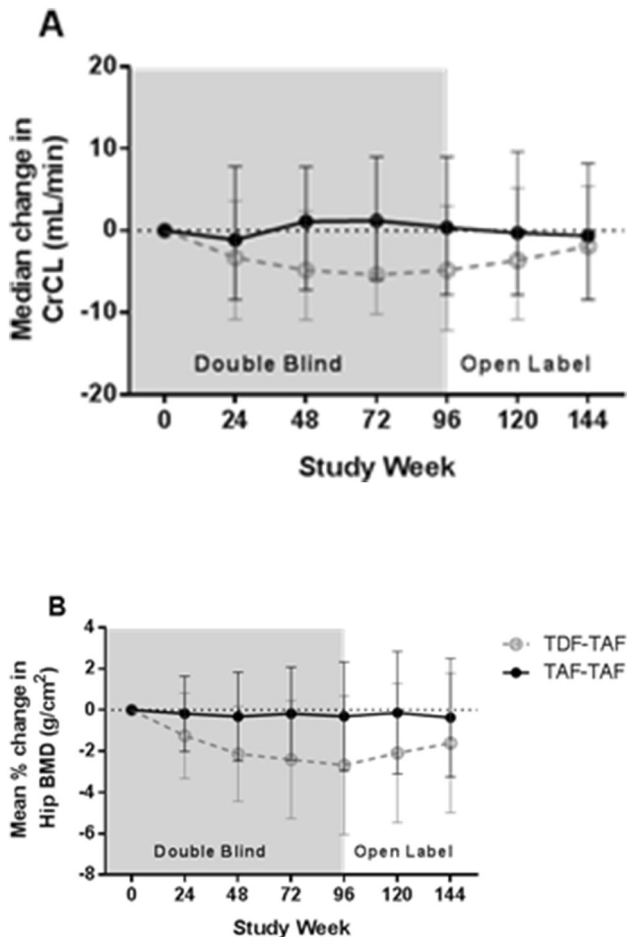 A
Median change in
CrCL (mL/min)
20
10
0
-10
-20
Double Blind
Open Label
0 24 48 72 96 120 144
Study Week
B
Mean % change in
Hip BMD (g/cm²)
4
2
0
-2
-4
-6
-8
Double Blind
Open Label
0 24 48 72 96 120 144
Study Week
TDF-TAF
TAF-TAF